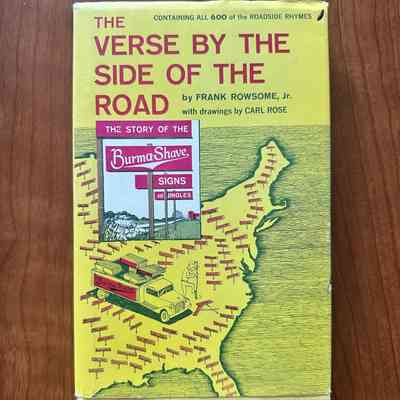 THE
CONTAINING ALL 600 of the ROADSIDE RHYMES
VERSE BY THE
SIDE OF THE
ROAD
by FRANK ROWSOME, Jr.
with drawings by CARL ROSE
THE STORY OF THE
Burma-Shave
SIGNS
AND JINGLES